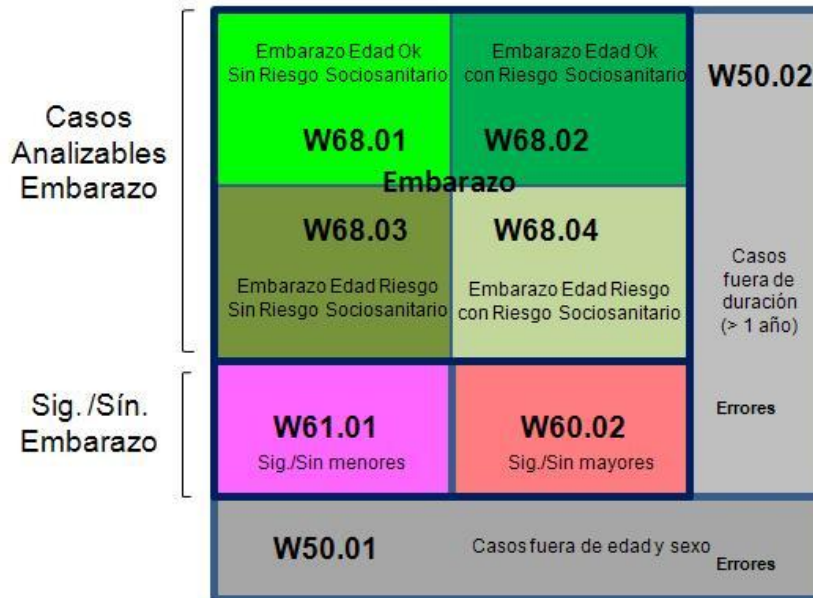 Casos
Analizables
Embarazo
Embarazo Edad Ok
Sin Riesgo Sociosanitario
W68.01
Embarazo Edad Ok
con Riesgo Sociosanitario
W68.02
Embarazo
W68.03
Embarazo Edad Riesgo
Sin Riesgo Sociosanitario
W68.04
Embarazo Edad Riesgo
con Riesgo Sociosanitario
W50.02
Casos
fuera de
duración
(> 1 año)
Errores
Sig. /Sín.
Embarazo
W61.01
Sig./Sin menores
W60.02
Sig./Sin mayores
W50.01
Casos fuera de edad y sexo
Errores